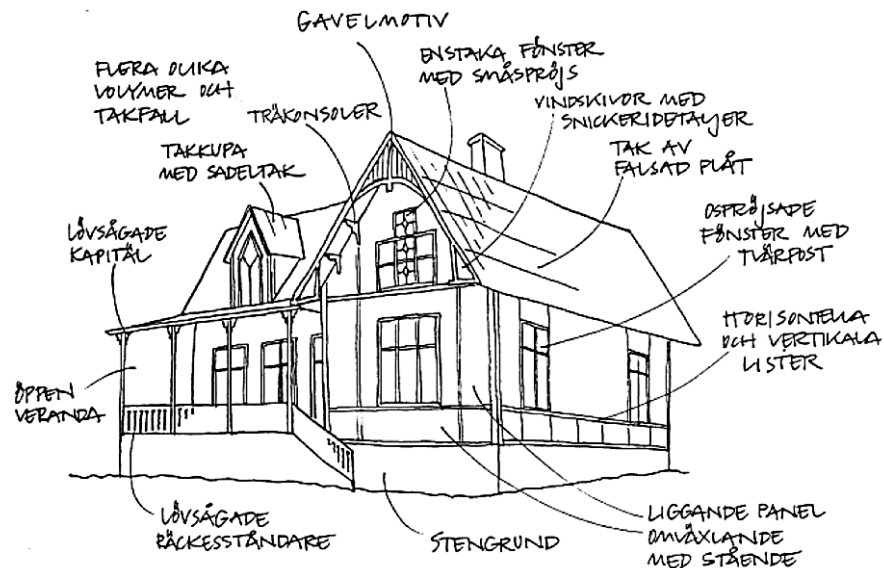 GAVELMOTIV
FLERA OLIKA
VOLYMER OCH
TAKFALL
TRÄKONSOLER
ENSTAKA FÖNSTER
MED SMÅSPRÖJS
VINDSKIVOR MED
SNICKERIDETALJER
TAK AV
FALSAD PLÅT
TAKKUPA
MED SADELTAK
OSPRÖJSADE
FÖNSTER MED
TVÄRPOST
LÖVSÅGADE
KAPITÄL
HORISONTELLA
OCH VERTIKALA
LISTER
ÖPPEN
VERANDA
LÖVSÅGADE
RÄCKESSTÅNDARE
STENGRUND
LIGGANDE PANEL
OMVÄXLANDE
MED STÅENDE